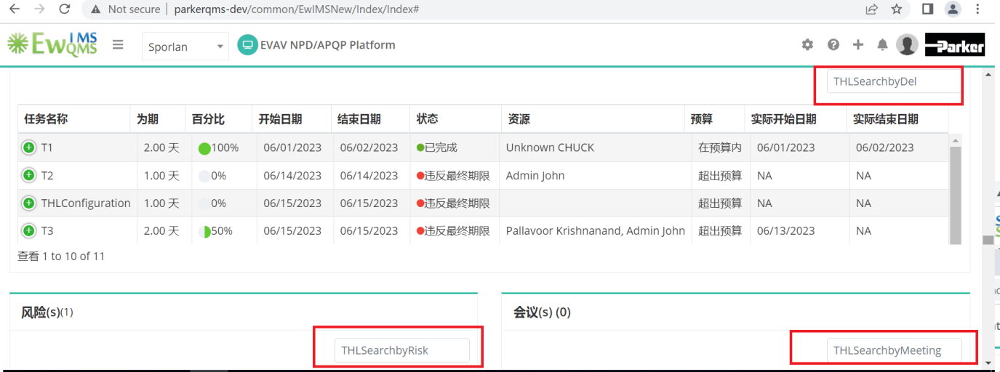 Not secure | parkerqms-dev/common/EwIMSNew/Index/Index#
EwIMS QMS Sporlan EVAV NPD/APQP Platform Parker
THLSearchbyDel
任务名称 为期 百分比 开始日期 结束日期 状态 资源 预算 实际开始日期 实际结束日期
T1 2.00 天 100% 06/01/2023 06/02/2023 已完成 Unknown CHUCK 在预算内 06/01/2023 06/02/2023
T2 1.00 天 0% 06/14/2023 06/14/2023 违反最终期限 Admin John 超出预算 NA NA
THLConfiguration 1.00 天 0% 06/15/2023 06/15/2023 违反最终期限 超出预算 NA NA
T3 2.00 天 50% 06/15/2023 06/15/2023 违反最终期限 Pallavoor Krishnanand, Admin John 超出预算 06/13/2023 NA
查看 1 to 10 of 11
风险(s)(1) 会议(s) (0)
THLSearchbyRisk THLSearchbyMeeting